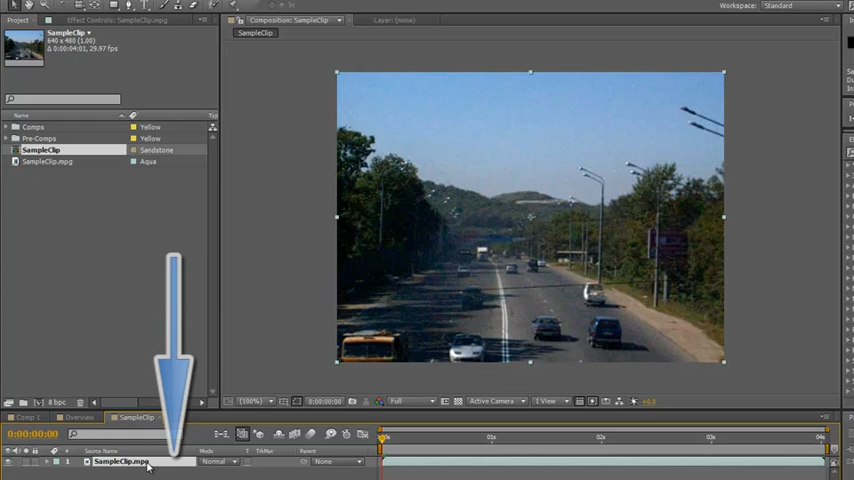 Workspace: Standard
Project
Effect Controls: SampleClip.mpg
Composition: SampleClip
Layer: (none)
SampleClip
640 x 480 (1.00)
Δ 0:00:04:01, 29.97 fps
SampleClip
Name
Comps
Yellow
Pre-Comps
Yellow
SampleClip
Sandstone
SampleClip.mpg
Aqua
8 bpc
(100%)
0:00:00:00
Full
Active Camera
1 View
+0.0
Comp 1
Overview
SampleClip
0:00:00:00
01s
02s
03s
04s
#
Source Name
Mode
T
TrkMat
Parent
1
SampleClip.mpg
Normal
None